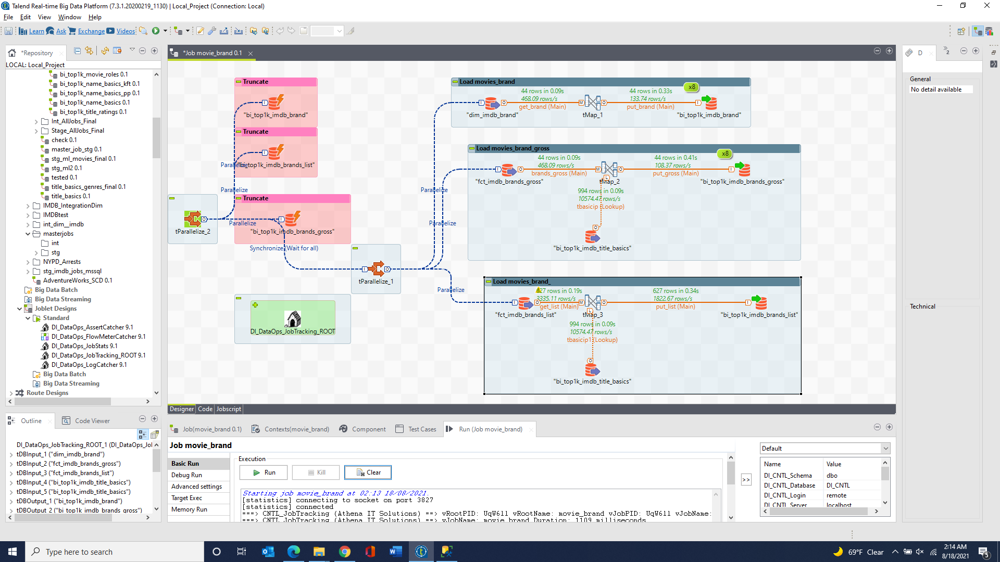 Talend Real-time Big Data Platform (7.3.1.20200219_1130) | Local_Project (Connection: Local)
File Edit View Window Help
Learn Ask Exchange Videos
*Repository
LOCAL: Local_Project
bi_top1k_movie_roles 0.1
bi_top1k_name_basics_kft 0.1
bi_top1k_name_basics_pp 0.1
bi_top1k_name_basics 0.1
bi_top1k_title_ratings 0.1
Int_AllJobs_Final
Stage_AllJobs_Final
check 0.1
master_job_stg 0.1
stg_ml_movies_final 0.1
stg_ml2 0.1
tested 0.1
title_basics_genres_final 0.1
title_basics 0.1
IMDB_IntegrationDim
IMDBtest
int_dim__imdb
masterjobs
int
stg
NYPD_Arrests
stg_imdb_jobs_mssql
AdventureWorks_SCD 0.1
Big Data Batch
Big Data Streaming
Joblet Designs
Standard
DI_DataOps_AssertCatcher 9.1
DI_DataOps_FlowMeterCatcher 9.1
DI_DataOps_JobStats 9.1
DI_DataOps_JobTracking_ROOT 9.1
DI_DataOps_LogCatcher 9.1
Big Data Batch
Big Data Streaming
Route Designs
Outline
Code Viewer
DI_DataOps_JobTracking_ROOT_1 (DI_DataOps_Jol
tDBInput_1 ("dim_imdb_brand")
tDBInput_2 ("fct_imdb_brands_gross")
tDBInput_3 ("fct_imdb_brands_list")
tDBInput_4 ("bi_top1k_imdb_title_basics")
tDBInput_5 ("bi_top1k_imdb_title_basics")
tDBOutput_1 ("bi_top1k_imdb_brand")
tDBOutput_2 ("bi_top1k_imdb_brands_gross")
*Job movie_brand 0.1
Truncate
"bi_top1k_imdb_brand"
Truncate
"bi_top1k_imdb_brands_list"
Parallelize
Parallelize
Truncate
"bi_top1k_imdb_brands_gross"
Parallelize
tParallelize_2
Synchronize (Wait for all)
tParallelize_1
DI_DataOps_JobTracking_ROOT
Parallelize
Parallelize
Parallelize
Load movies_brand
x8
44 rows in 0.09s
468.09 rows/s
get_brand (Main)
44 rows in 0.33s
133.74 rows/s
put_brand (Main)
"dim_imdb_brand"
tMap_1
"bi_top1k_imdb_brand"
Load movies_brand_gross
x8
44 rows in 0.09s
468.09 rows/s
brands_gross (Main)
44 rows in 0.41s
108.37 rows/s
put_gross (Main)
"fct_imdb_brands_gross"
tMap_2
"bi_top1k_imdb_brands_gross"
994 rows in 0.09s
10574.47 rows/s
tbasicip (Lookup)
"bi_top1k_imdb_title_basics"
Load movies_brand_
627 rows in 0.19s
3335.11 rows/s
get_list (Main)
627 rows in 0.34s
1822.67 rows/s
put_list (Main)
"fct_imdb_brands_list"
tMap_3
"bi_top1k_imdb_brands_list"
994 rows in 0.09s
10574.47 rows/s
tbasicip1 (Lookup)
"bi_top1k_imdb_title_basics"
Designer Code Jobscript
Job(movie_brand 0.1) Contexts(movie_brand) Component Test Cases Run (Job movie_brand)
Job movie_brand
Basic Run
Debug Run
Advanced settings
Target Exec
Memory Run
Execution
Run Kill Clear
Starting job movie_brand at 02:13 18/08/2021.
[statistics] connecting to socket on port 3827
[statistics] connected
===> CNTL_JobTracking (Athena IT Solutions) ==> vRootPID: UqW6ll vRootName: movie_brand vJobPID: UqW6ll vJobName:
===> CNTL_JobTracking (Athena IT Solutions) ==> vJobName: movie_brand Duration: 1109 milliseconds
>>
Default
Name Value
DI_CNTL_Schema dbo
DI_CNTL_Database DI_CNTL
DI_CNTL_Login remote
DI_CNTL_Server localhost
D
2
General
No detail available
Technical
Type here to search
69°F Clear
2:14 AM
8/18/2021
5